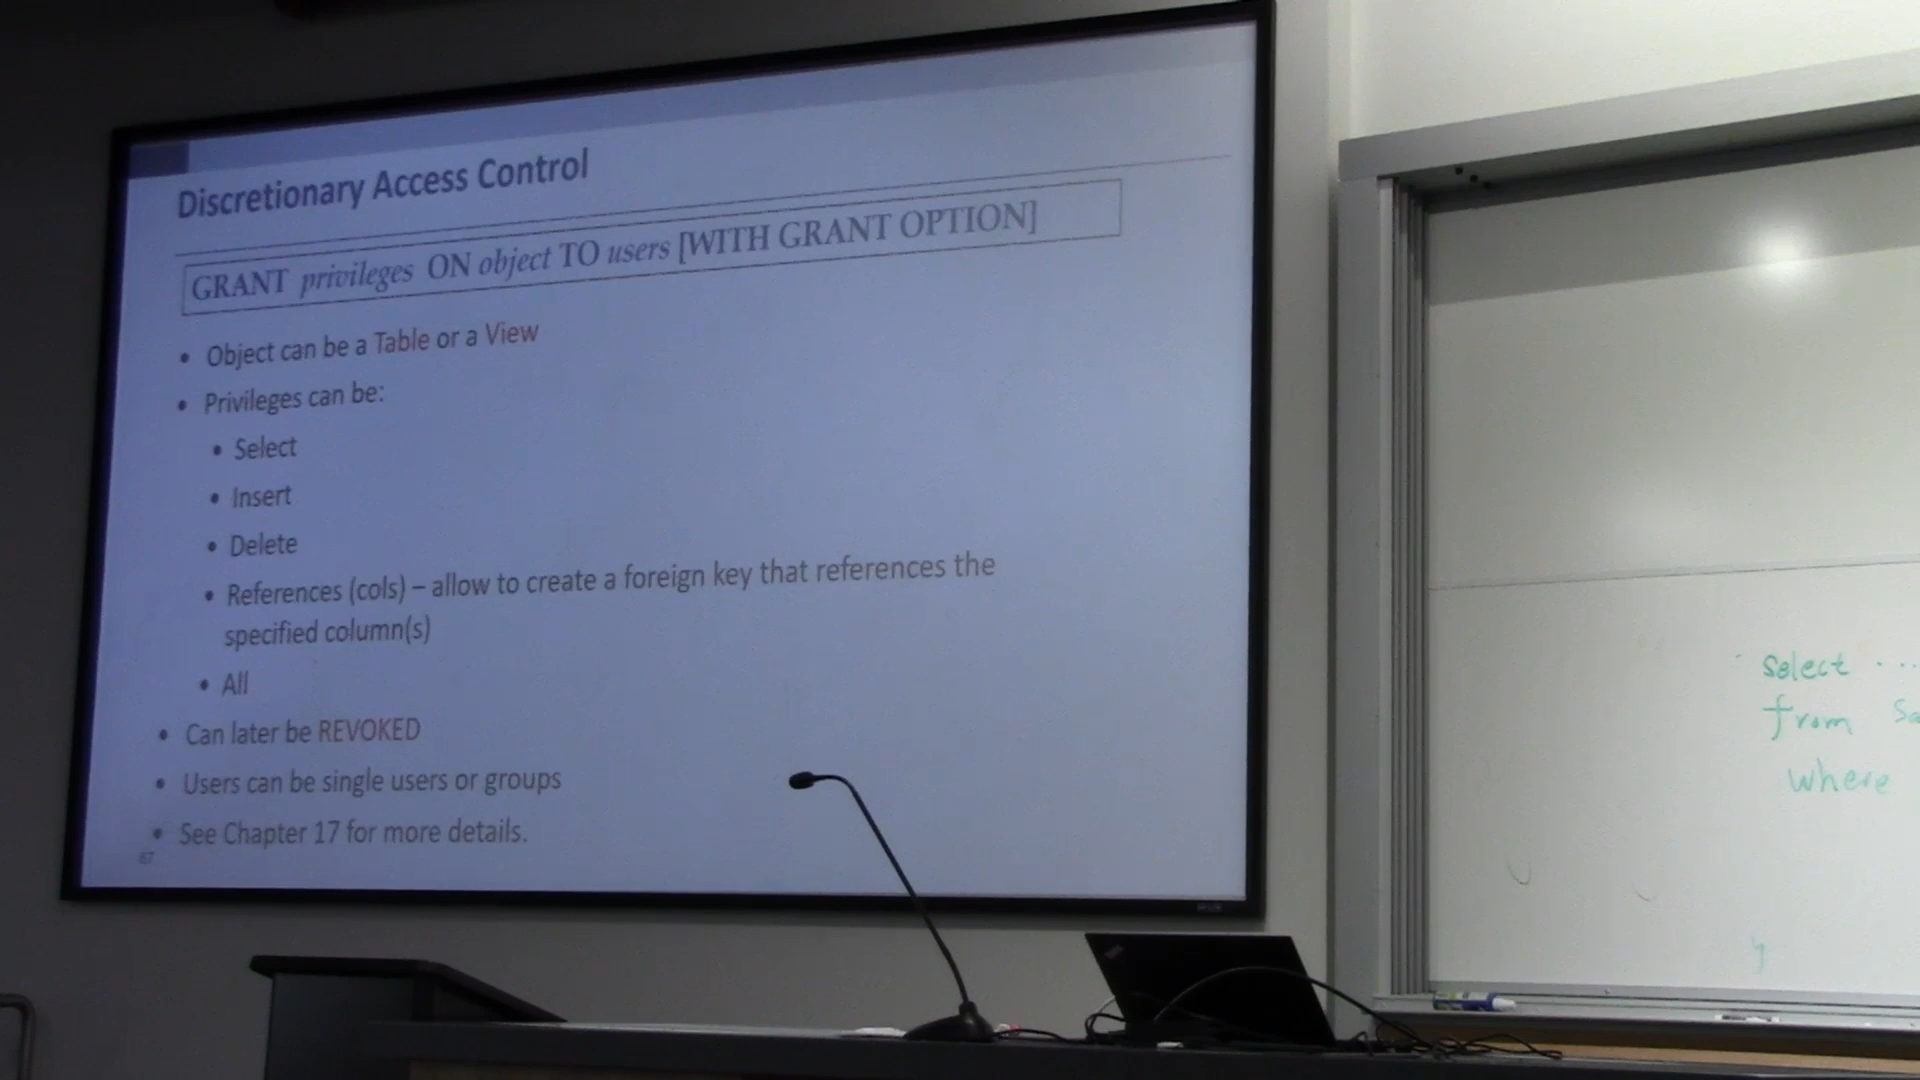 Discretionary Access Control
GRANT privileges ON object TO users [WITH GRANT OPTION]
• Object can be a Table or a View
• Privileges can be:
• Select
• Insert
• Delete
• References (cols) – allow to create a foreign key that references the
specified column(s)
• All
• Can later be REVOKED
• Users can be single users or groups
• See Chapter 17 for more details.
67
Select ....
from
where